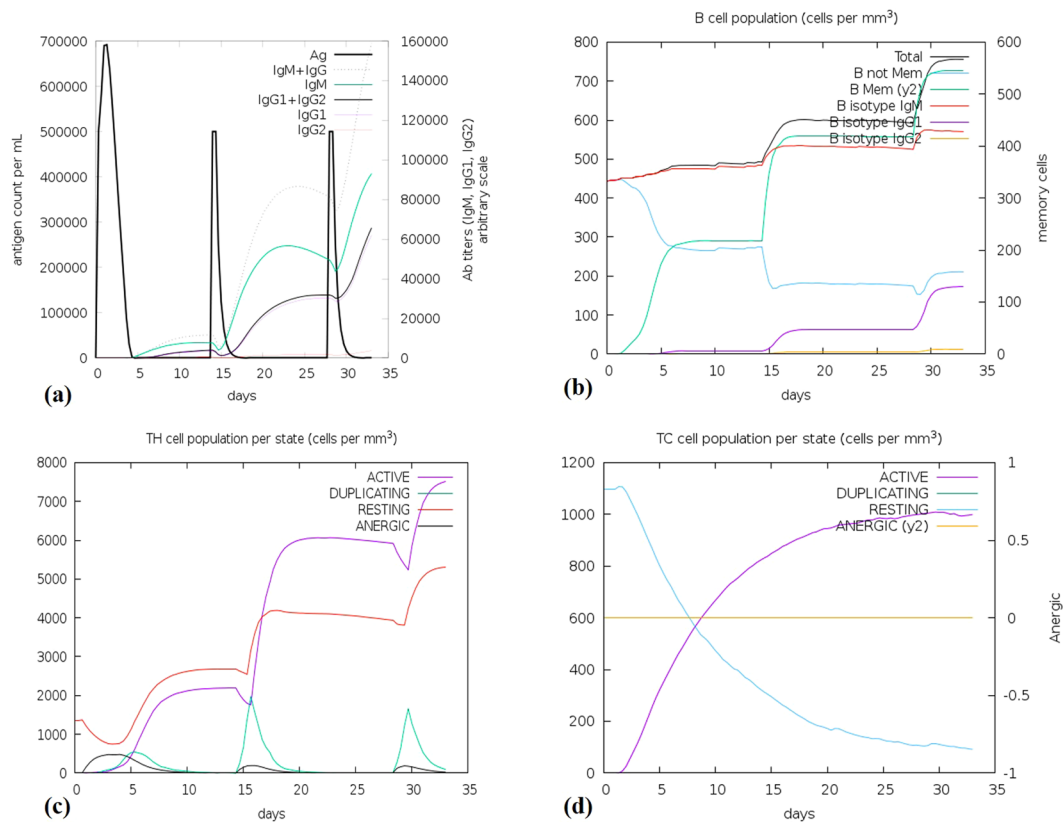 700000
600000
500000
400000
300000
200000
100000
0
antigen count per mL
0 5 10 15 20 25 30 35
days
160000
140000
120000
100000
80000
60000
40000
20000
0
Ab titers (IgM, IgG1, IgG2)
arbitrary scale
Ag
IgM+IgG
IgM
IgG1+IgG2
IgG1
IgG2
(a)
B cell population (cells per mm3)
800
700
600
500
400
300
200
100
0
0 5 10 15 20 25 30 35
days
600
500
400
300
200
100
0
memory cells
Total
B not Mem
B Mem (y2)
B isotype IgM
B isotype IgG1
B isotype IgG2
(b)
TH cell population per state (cells per mm3)
8000
7000
6000
5000
4000
3000
2000
1000
0
0 5 10 15 20 25 30 35
days
ACTIVE
DUPLICATING
RESTING
ANERGIC
(c)
TC cell population per state (cells per mm3)
1200
1000
800
600
400
200
0
0 5 10 15 20 25 30 35
days
1
0.5
0
-0.5
-1
Anergic
ACTIVE
DUPLICATING
RESTING
ANERGIC (y2)
(d)